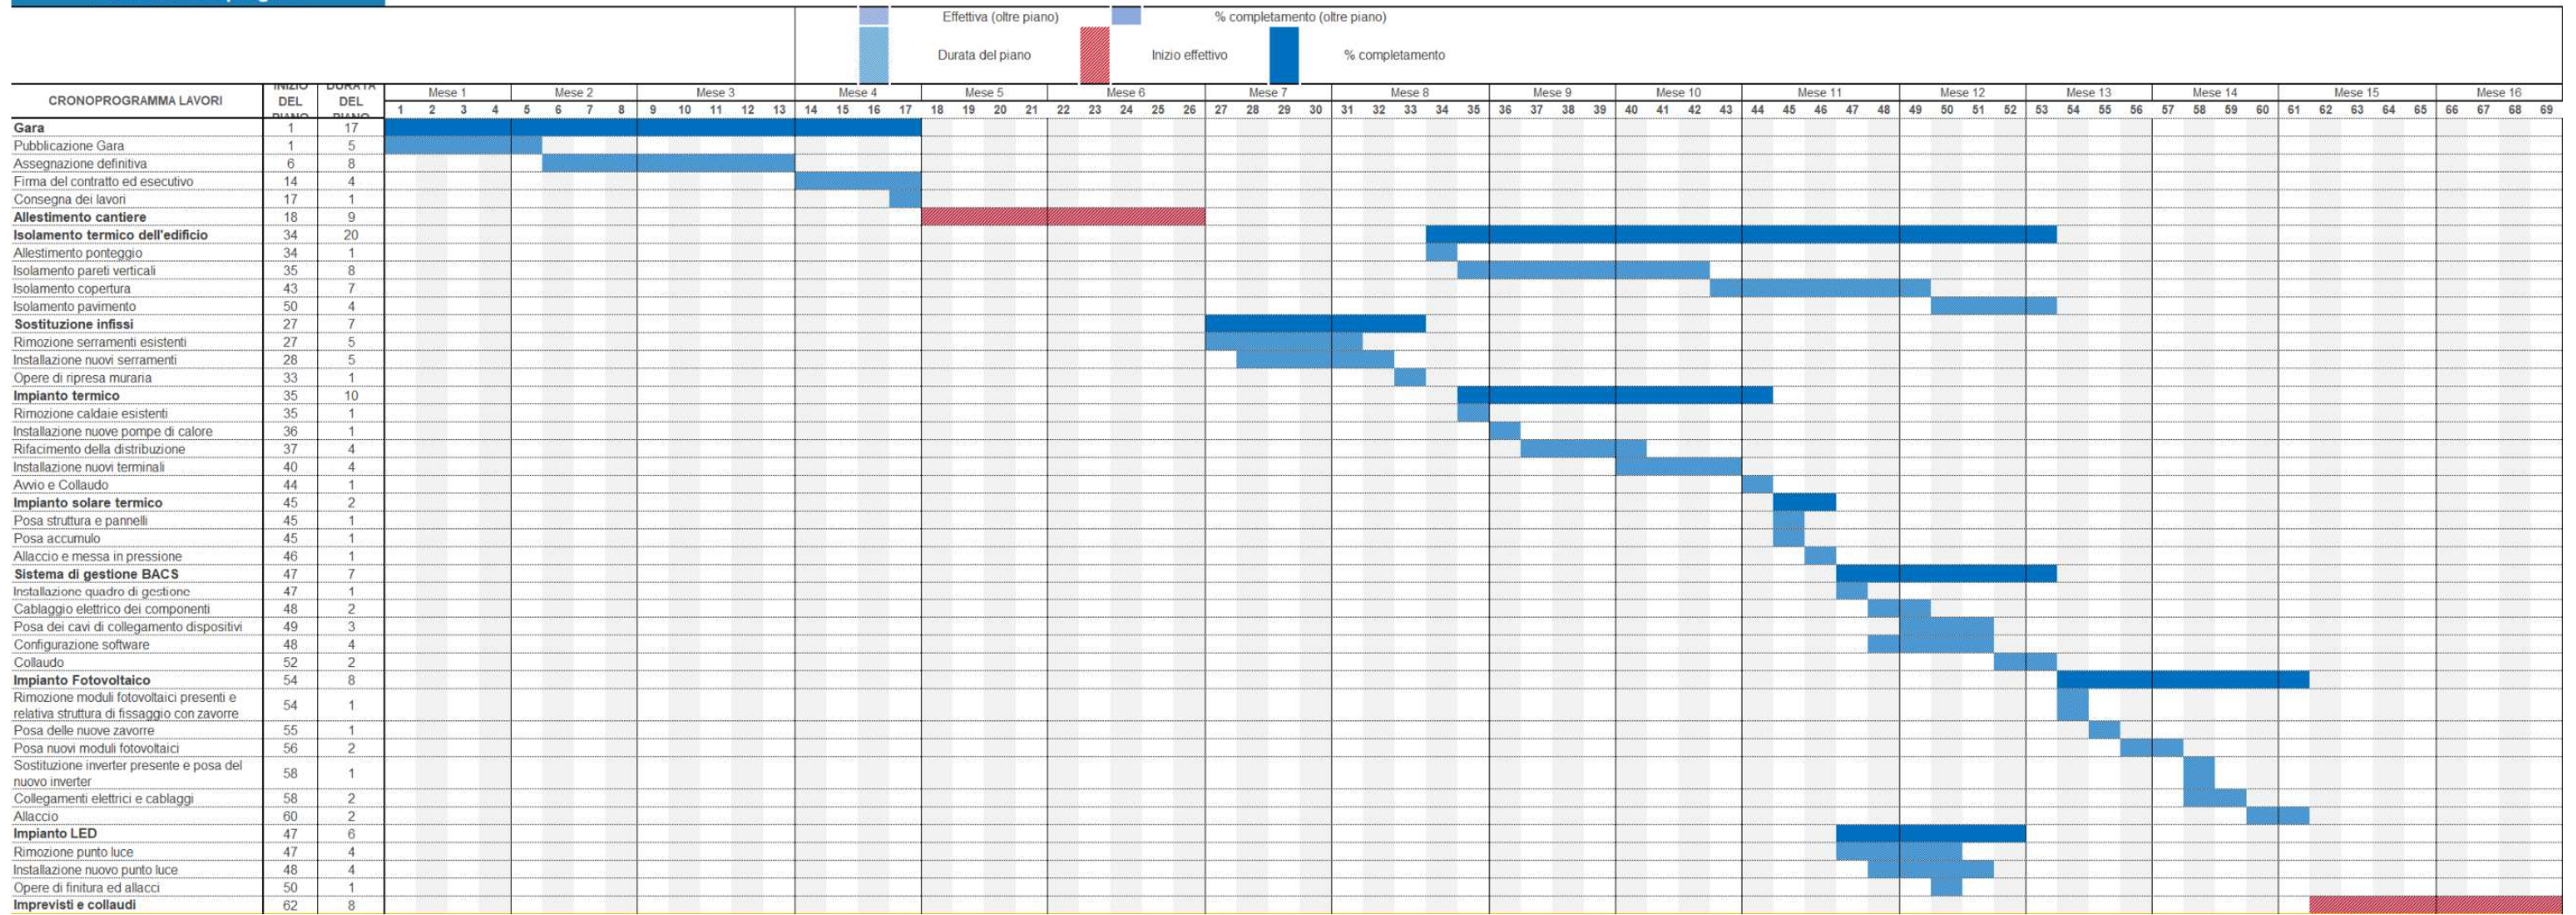 Effettiva (oltre piano) % completamento (oltre piano)
Durata del piano Inizio effettivo % completamento
CRONOPROGRAMMA LAVORI INIZIO DEL PIANO DURATA DEL PIANO Mese 1 Mese 2 Mese 3 Mese 4 Mese 5 Mese 6 Mese 7 Mese 8 Mese 9 Mese 10 Mese 11 Mese 12 Mese 13 Mese 14 Mese 15 Mese 16
1 2 3 4 5 6 7 8 9 10 11 12 13 14 15 16 17 18 19 20 21 22 23 24 25 26 27 28 29 30 31 32 33 34 35 36 37 38 39 40 41 42 43 44 45 46 47 48 49 50 51 52 53 54 55 56 57 58 59 60 61 62 63 64 65 66 67 68 69
Gara 1 17
Pubblicazione Gara 1 5
Assegnazione definitiva 6 8
Firma del contratto ed esecutivo 14 4
Consegna dei lavori 17 1
Allestimento cantiere 18 9
Isolamento termico dell'edificio 34 20
Allestimento ponteggio 34 1
Isolamento pareti verticali 35 8
Isolamento copertura 43 7
Isolamento pavimento 50 4
Sostituzione infissi 27 7
Rimozione serramenti esistenti 27 5
Installazione nuovi serramenti 28 5
Opere di ripresa muraria 33 1
Impianto termico 35 10
Rimozione caldaie esistenti 35 1
Installazione nuove pompe di calore 36 1
Rifacimento della distribuzione 37 4
Installazione nuovi terminali 40 4
Avvio e Collaudo 44 1
Impianto solare termico 45 2
Posa struttura e pannelli 45 1
Posa accumulo 45 1
Allaccio e messa in pressione 46 1
Sistema di gestione BACS 47 7
Installazione quadro di gestione 47 1
Cablaggio elettrico dei componenti 48 2
Posa dei cavi di collegamento dispositivi 49 3
Configurazione software 48 4
Collaudo 52 2
Impianto Fotovoltaico 54 8
Rimozione moduli fotovoltaici presenti e
relativa struttura di fissaggio con zavorre 54 1
Posa delle nuove zavorre 55 1
Posa nuovi moduli fotovoltaici 56 2
Sostituzione inverter presente e posa del
nuovo inverter 58 1
Collegamenti elettrici e cablaggi 58 2
Allaccio 60 2
Impianto LED 47 6
Rimozione punto luce 47 4
Installazione nuovo punto luce 48 4
Opere di finitura ed allacci 50 1
Imprevisti e collaudi 62 8